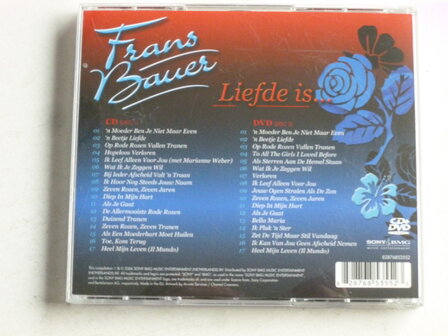 Frans
Bauer
Liefde is...
CD DISC 1
01 'n Moeder Ben Je Niet Maar Even
02 'n Beetje Liefde
03 Op Rode Rozen Vallen Tranen
04 Hopeloos Verloren
05 Ik Leef Alleen Voor Jou (met Marianne Weber)
06 Wat Ik Je Zeggen Wil
07 Bij Ieder Afscheid Valt 'n Traan
08 Ik Hoor Nog Steeds Jouw Naam
09 Zeven Rozen, Zeven Jaren
10 Diep In Mijn Hart
11 Als Je Gaat
12 De Allermooiste Rode Rozen
13 Duizend Tranen
14 Zeven Rozen, Zeven Tranen
15 Als Een Moederhart Moet Huilen
16 Toe, Kom Terug
17 Heel Mijn Leven (Il Mundo)
DVD DISC 2
01 'n Moeder Ben Je Niet Maar Even
02 'n Beetje Liefde
03 Op Rode Rozen Vallen Tranen
04 To All The Girls I Loved Before
05 Als Sterren Aan De Hemel Staan
06 Wat Ik Je Zeggen Wil
07 Verloren
08 Ik Leef Alleen Voor Jou
09 Jouw Ogen Stralen Als De Zon
10 Zeven Rozen, Zeven Jaren
11 Diep In Mijn Hart
12 Als Je Gaat
13 Bella Maria
14 Ik Pluk 'n Ster
15 Zet De Tijd Maar Stil Vandaag
16 Ik Kan Van Jou Geen Afscheid Nemen
17 Heel Mijn Leven (Il Mundo)
CD+
DVD
SONY BMG
MUSIC ENTERTAINMENT
82876853552